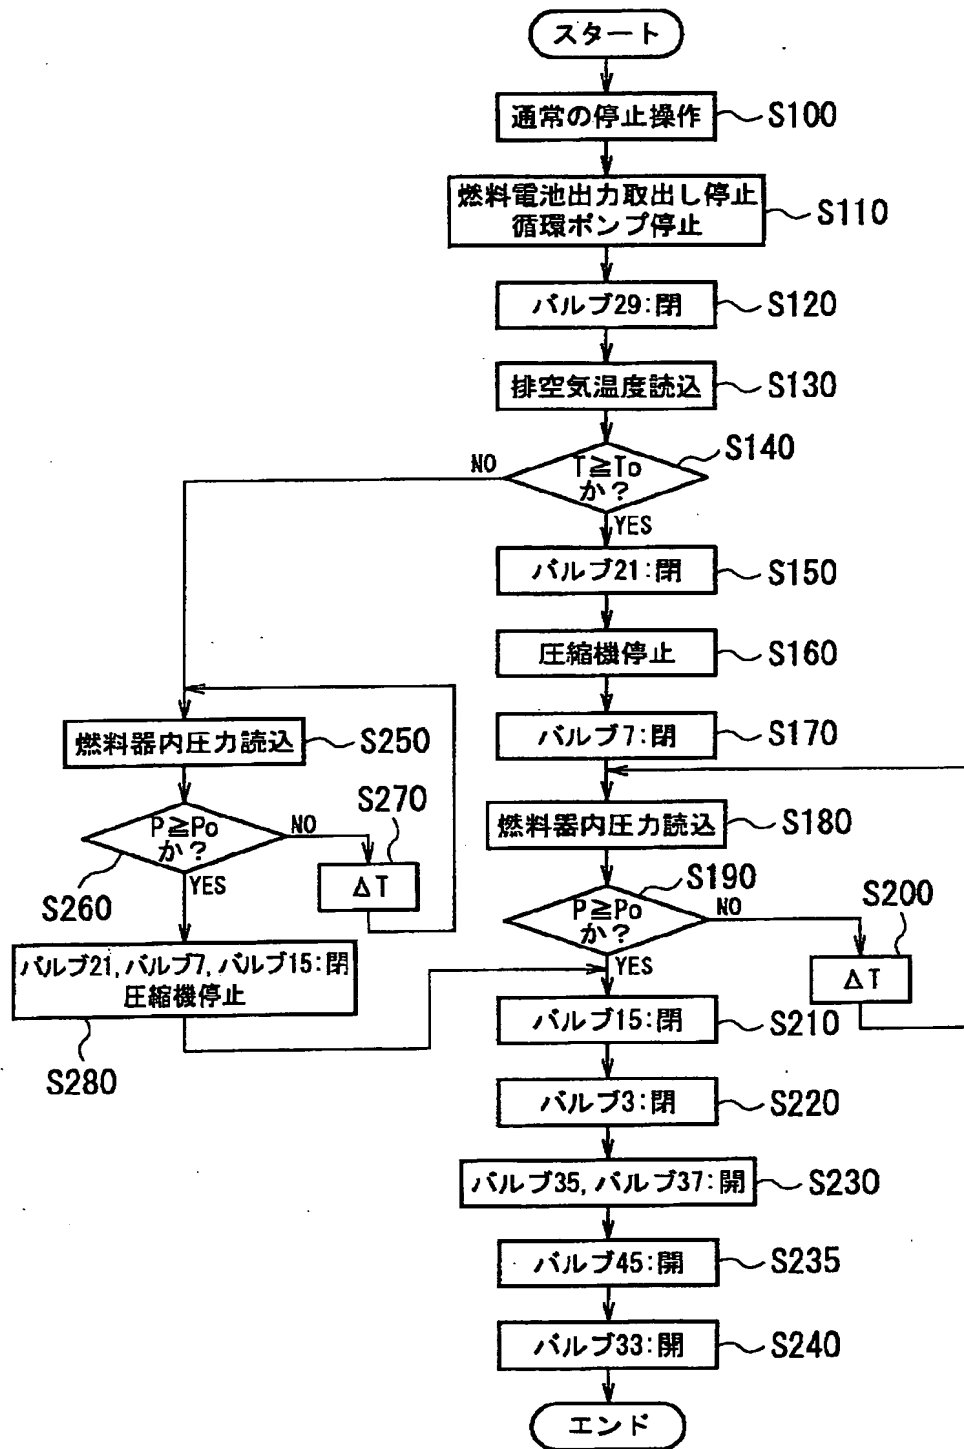 スタート
通常の停止操作
S100
燃料電池出力取出し停止
循環ポンプ停止
S110
バルブ29:閉
S120
排空気温度読込
S130
T≧To
か?
S140
NO
YES
バルブ21:閉
S150
圧縮機停止
S160
バルブ7:閉
S170
燃料器内圧力読込
S250
燃料器内圧力読込
S180
P≧Po
か?
S260
NO
YES
S270
ΔT
P≧Po
か?
S190
NO
YES
S200
ΔT
バルブ21,バルブ7,バルブ15:閉
圧縮機停止
S280
バルブ15:閉
S210
バルブ3:閉
S220
バルブ35,バルブ37:開
S230
バルブ45:開
S235
バルブ33:開
S240
エンド